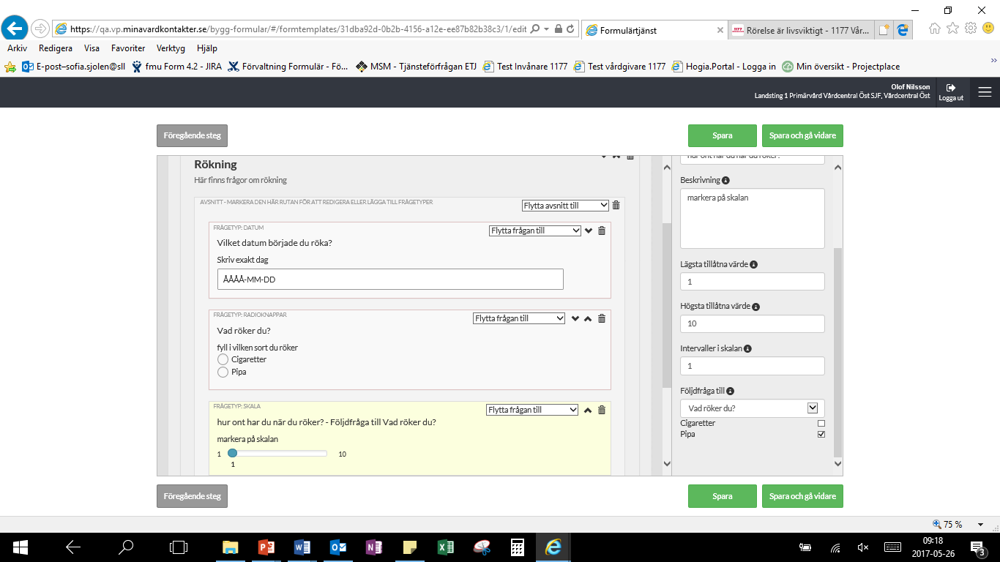 https://qa.vp.minavardkontakter.se/bygg-formular/#/formtemplates/31dba92d-0b2b-4156-a12e-ee87b82b38c3/1/edit
Formulärtjänst
Rörelse är livsviktigt - 1177 Vår...
Arkiv Redigera Visa Favoriter Verktyg Hjälp
E-post–sofia.sjolen@sll
fmu Form 4.2 - JIRA
Förvaltning Formulär - Fö...
MSM - Tjänsteförfrågan ETJ
Test Invånare 1177
Test vårdgivare 1177
Hogia.Portal - Logga in
Min översikt - Projectplace
Olof Nilsson
Landsting 1 Primärvård Vårdcentral Öst SJF, Vårdcentral Öst
Logga ut
Föregående steg
Spara
Spara och gå vidare
Rökning
Här finns frågor om rökning
AVSNITT - MARKERA DEN HÄR RUTAN FÖR ATT REDIGERA ELLER LÄGGA TILL FRÅGETYPER
Flytta avsnitt till
FRÅGETYP: DATUM
Flytta frågan till
Vilket datum började du röka?
Skriv exakt dag
ÅÅÅÅ-MM-DD
FRÅGETYP: RADIOKNAPPAR
Flytta frågan till
Vad röker du?
fyll i vilken sort du röker
Cigaretter
Pipa
FRÅGETYP: SKALA
Flytta frågan till
hur ont har du när du röker? - Följdfråga till Vad röker du?
markera på skalan
1 10
1
hur ont har du när du röker?
Beskrivning
markera på skalan
Lägsta tillåtna värde
1
Högsta tillåtna värde
10
Intervaller i skalan
1
Följdfråga till
Vad röker du?
Cigaretter
Pipa
Föregående steg
Spara
Spara och gå vidare
75 %
09:18
2017-05-26
3